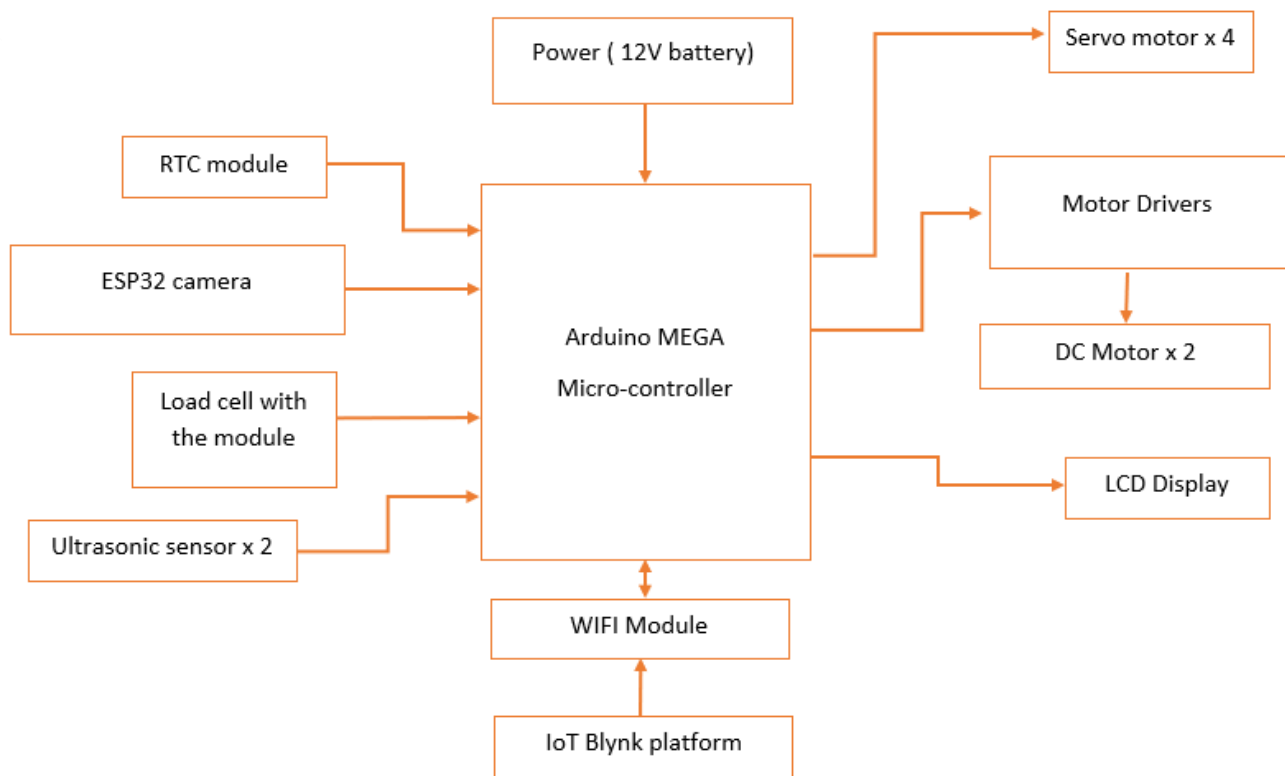 Power ( 12V battery)
Servo motor x 4
RTC module
Motor Drivers
ESP32 camera
Arduino MEGA
Micro-controller
DC Motor x 2
Load cell with
the module
LCD Display
Ultrasonic sensor x 2
WIFI Module
IoT Blynk platform